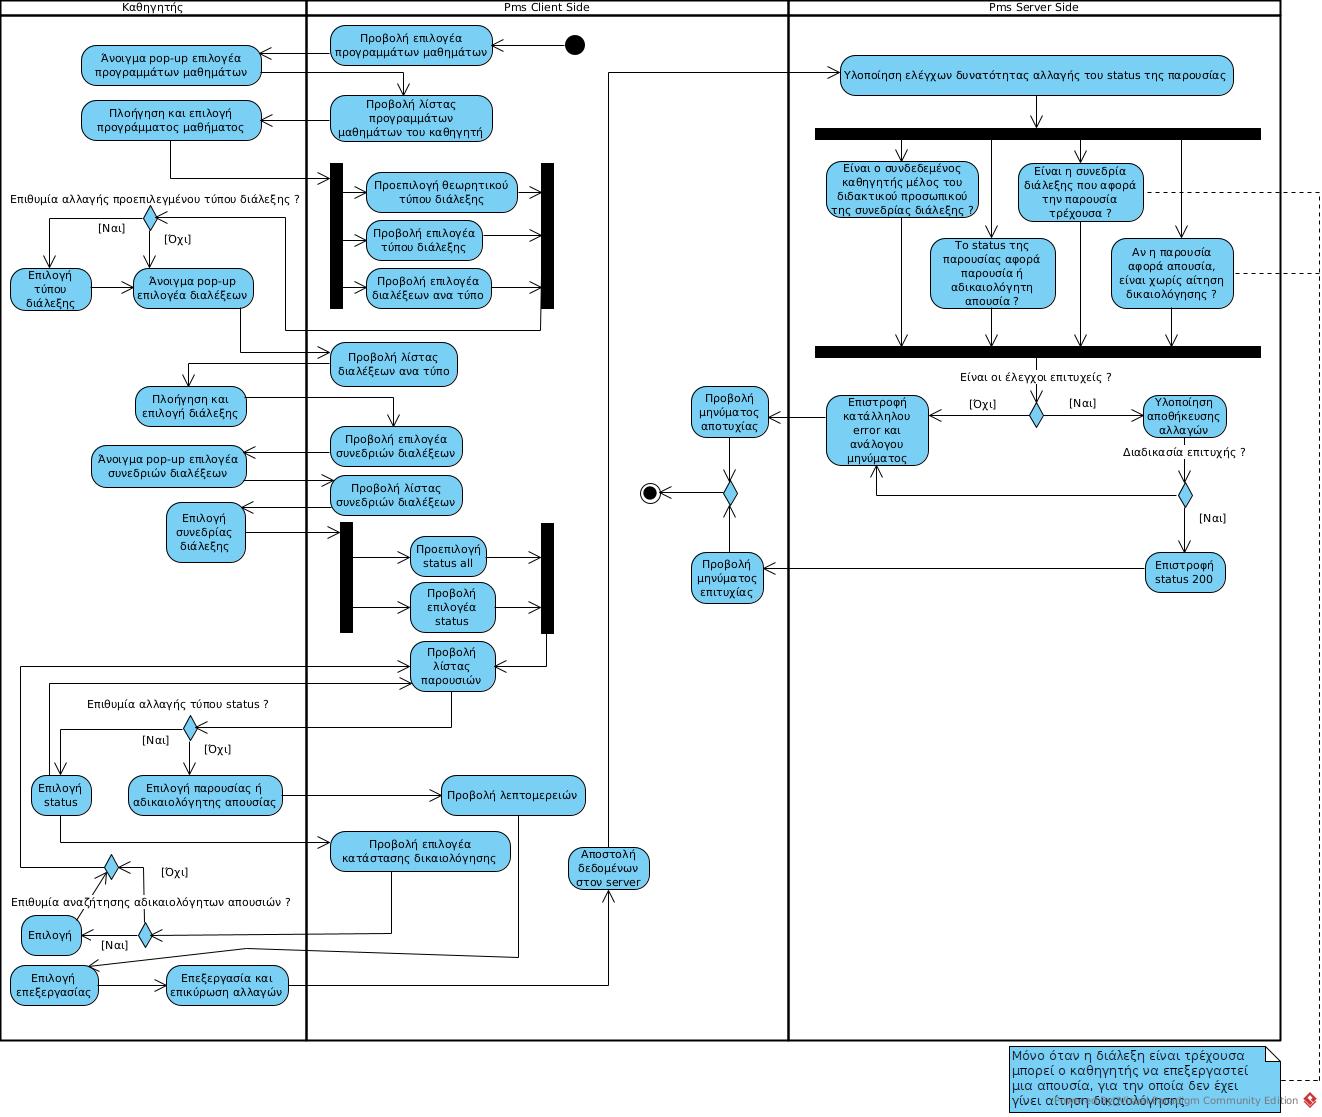 Καθηγητής
Pms Client Side
Pms Server Side
Προβολή επιλογέα
προγραμμάτων μαθημάτων
Άνοιγμα pop-up επιλογέα
προγραμμάτων μαθημάτων
Προβολή λίστας
προγραμμάτων
μαθημάτων του καθηγητή
Πλοήγηση και επιλογή
προγράμματος μαθήματος
Προεπιλογή θεωρητικού
τύπου διάλεξης
Προβολή επιλογέα
τύπου διάλεξης
Προβολή επιλογέα
διαλέξεων ανα τύπο
Επιθυμία αλλαγής προεπιλεγμένου τύπου διάλεξης ?
[Ναι]
[Όχι]
Επιλογή
τύπου
διάλεξης
Άνοιγμα pop-up
επιλογέα διαλέξεων
Προβολή λίστας
διαλέξεων ανα τύπο
Πλοήγηση και
επιλογή διάλεξης
Προβολή επιλογέα
συνεδριών διαλέξεων
Άνοιγμα pop-up επιλογέα
συνεδριών διαλέξεων
Προβολή λίστας
συνεδριών διαλέξεων
Επιλογή
συνεδρίας
διάλεξης
Προεπιλογή
status all
Προβολή
επιλογέα
status
Προβολή
λίστας
παρουσιών
Επιθυμία αλλαγής τύπου status ?
[Ναι]
[Όχι]
Επιλογή
status
Επιλογή παρουσίας ή
αδικαιολόγητης απουσίας
Προβολή λεπτομερειών
Προβολή επιλογέα
κατάστασης δικαιολόγησης
[Όχι]
Επιθυμία αναζήτησης αδικαιολόγητων απουσιών ?
Επιλογή
[Ναι]
Επιλογή
επεξεργασίας
Επεξεργασία και
επικύρωση αλλαγών
Αποστολή
δεδομένων
στον server
Υλοποίηση ελέγχων δυνατότητας αλλαγής του status της παρουσίας
Είναι ο συνδεδεμένος
καθηγητής μέλος του
διδακτικού προσωπικού
της συνεδρίας διάλεξης ?
Το status της
παρουσίας αφορά
παρουσία ή
αδικαιολόγητη
απουσία ?
Είναι η συνεδρία
διάλεξης που αφορά
την παρουσία
τρέχουσα ?
Αν η παρουσία
αφορά απουσία,
είναι χωρίς αίτηση
δικαιολόγησης ?
Είναι οι έλεγχοι επιτυχείς ?
[Όχι]
[Ναι]
Επιστροφή
κατάλληλου
error και
ανάλογου
μηνύματος
Υλοποίηση
αποθήκευσης
αλλαγών
Διαδικασία επιτυχής ?
[Ναι]
Επιστροφή
status 200
Προβολή
μηνύματος
αποτυχίας
Προβολή
μηνύματος
επιτυχίας
Μόνο όταν η διάλεξη είναι τρέχουσα
μπορεί ο καθηγητής να επεξεργαστεί
μια απουσία, για την οποία δεν έχει
γίνει αίτηση δικαιολόγησης.
Community Edition